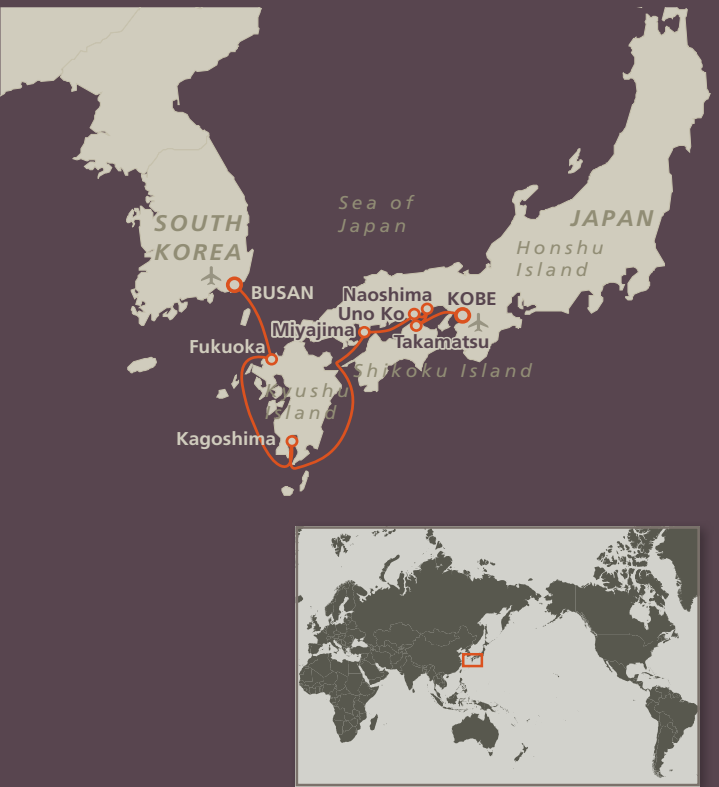 Sea of
Japan
SOUTH
KOREA
JAPAN
Honshu
Island
BUSAN
Naoshima
KOBE
Uno Ko
Miyajima
Takamatsu
Fukuoka
Shikoku Island
Kyushu
Island
Kagoshima